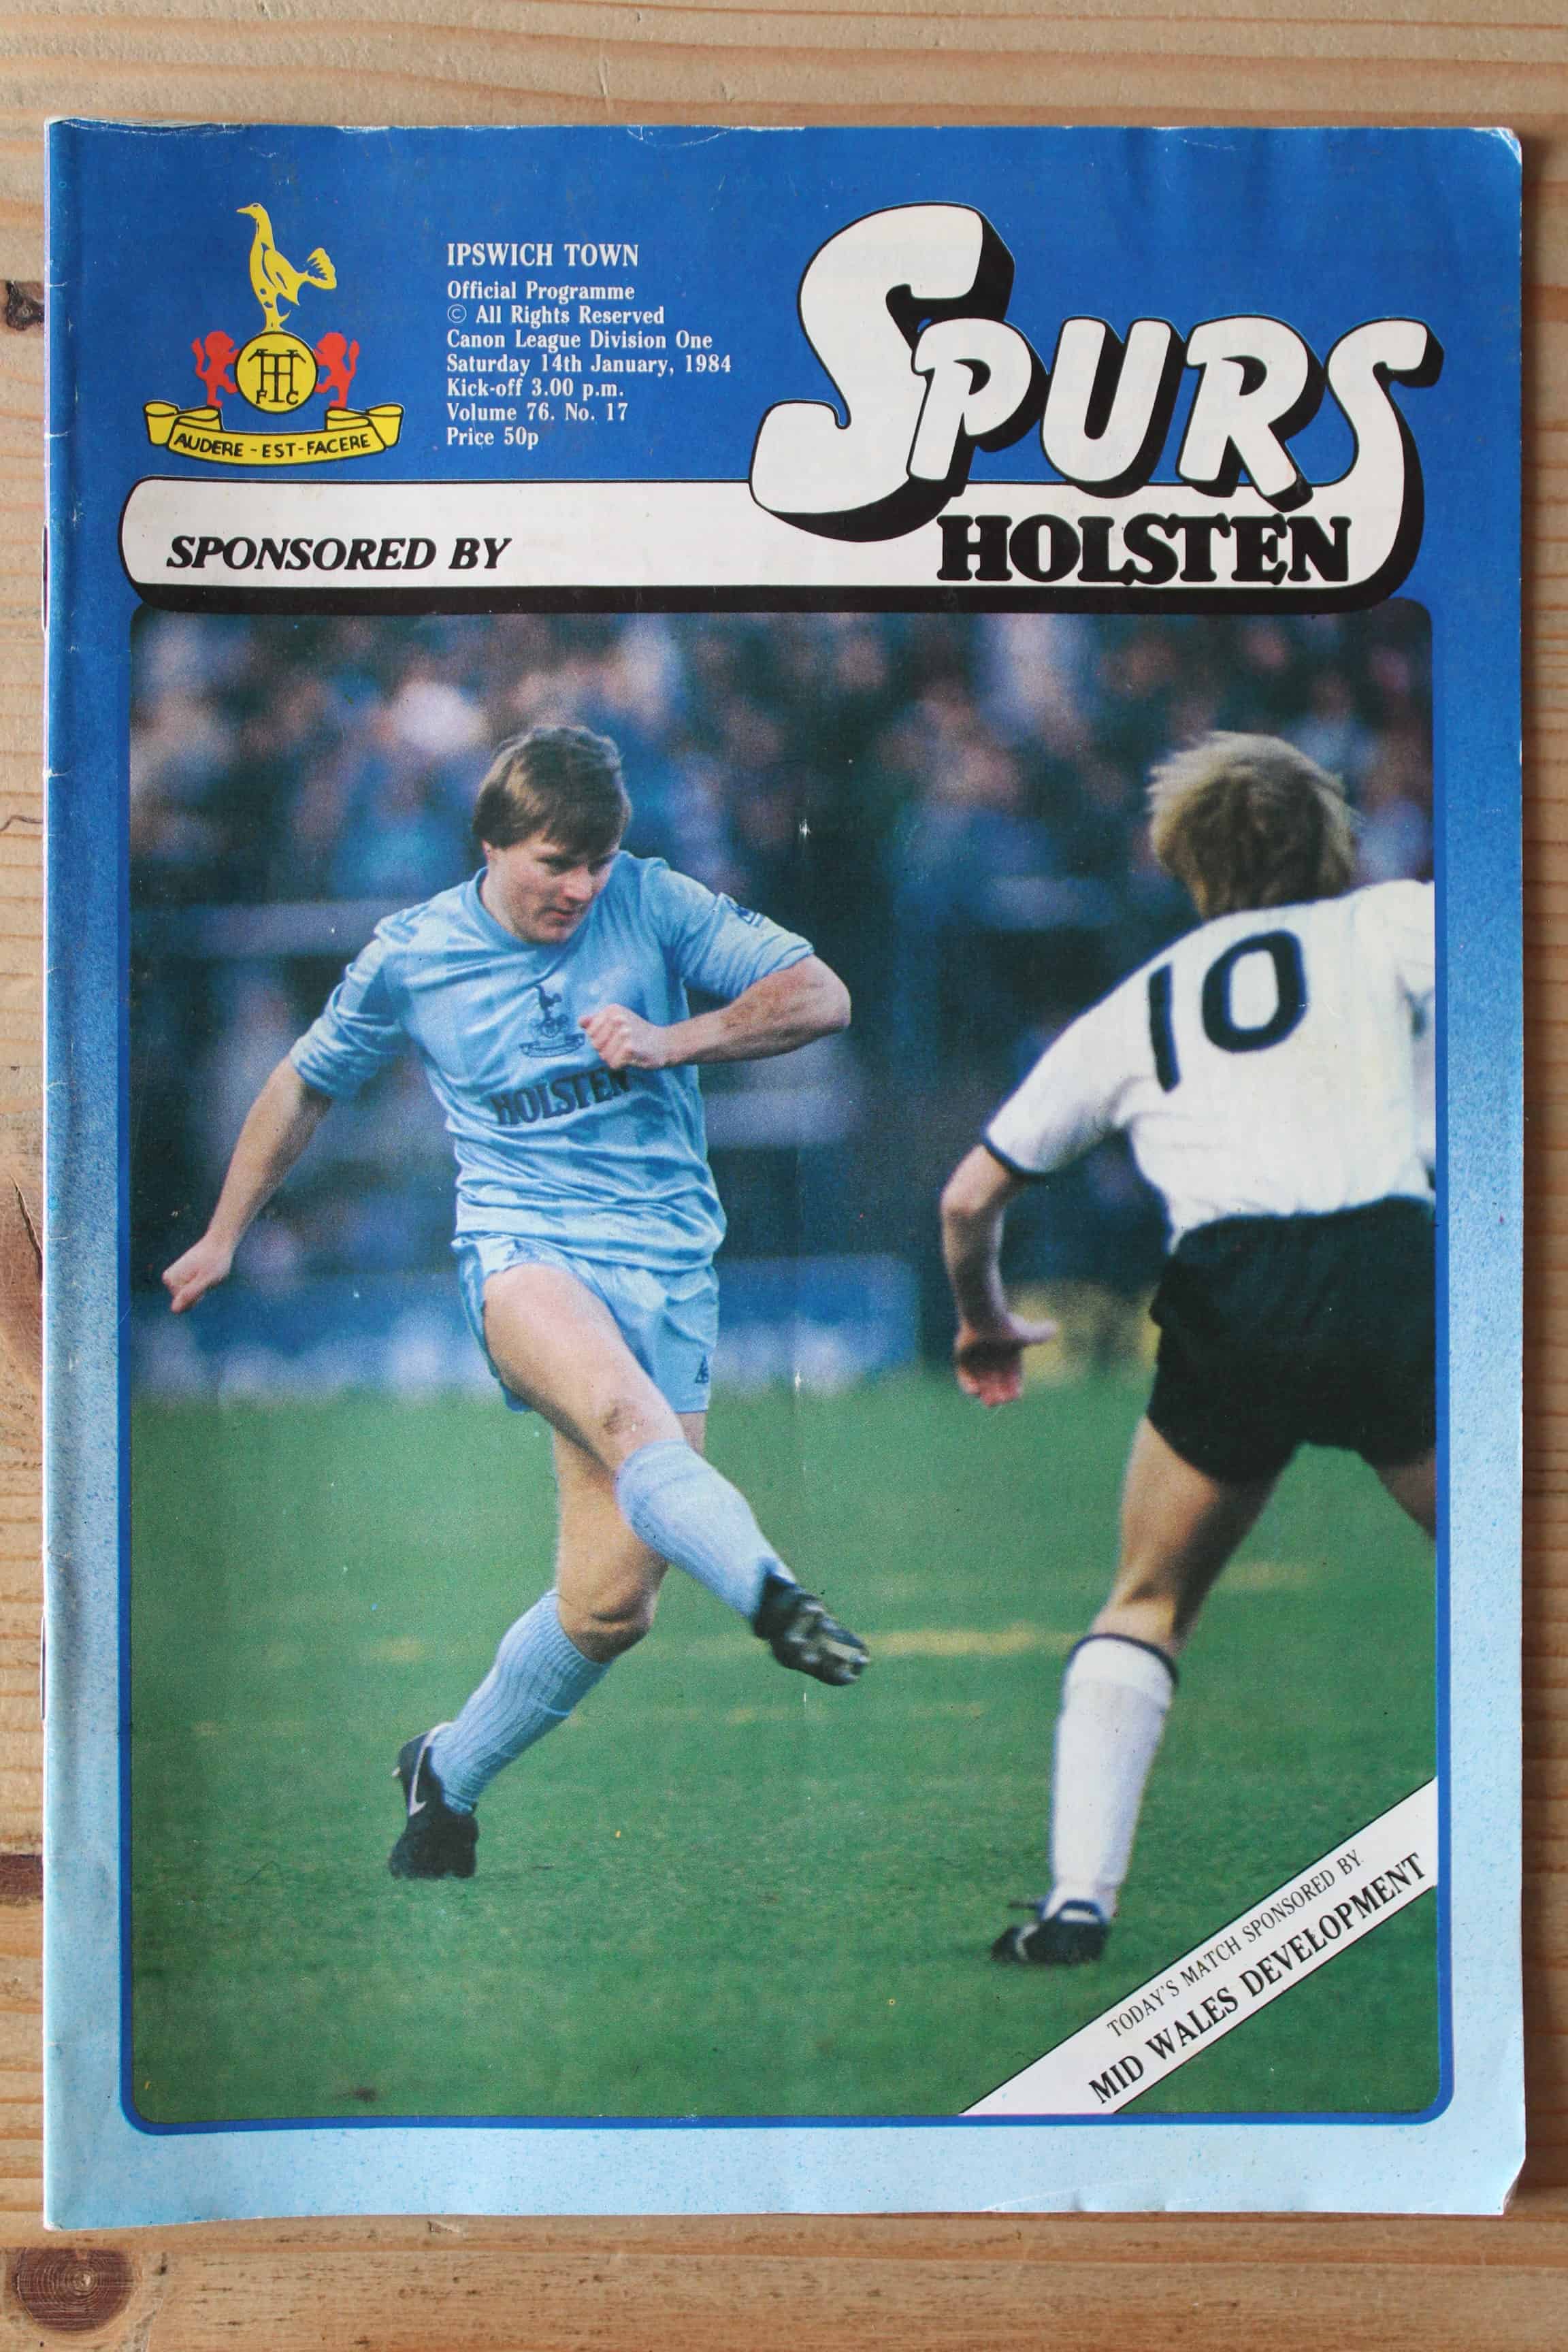 IPSWICH TOWN
Official Programme
© All Rights Reserved
Canon League Division One
Saturday 14th January, 1984
Kick-off 3.00 p.m.
Volume 76. No. 17
Price 50p
THFC
AUDERE - EST - FACERE
SPURS
SPONSORED BY
HOLSTEN
HOLSTEN
10
TODAY'S MATCH SPONSORED BY
MID WALES DEVELOPMENT